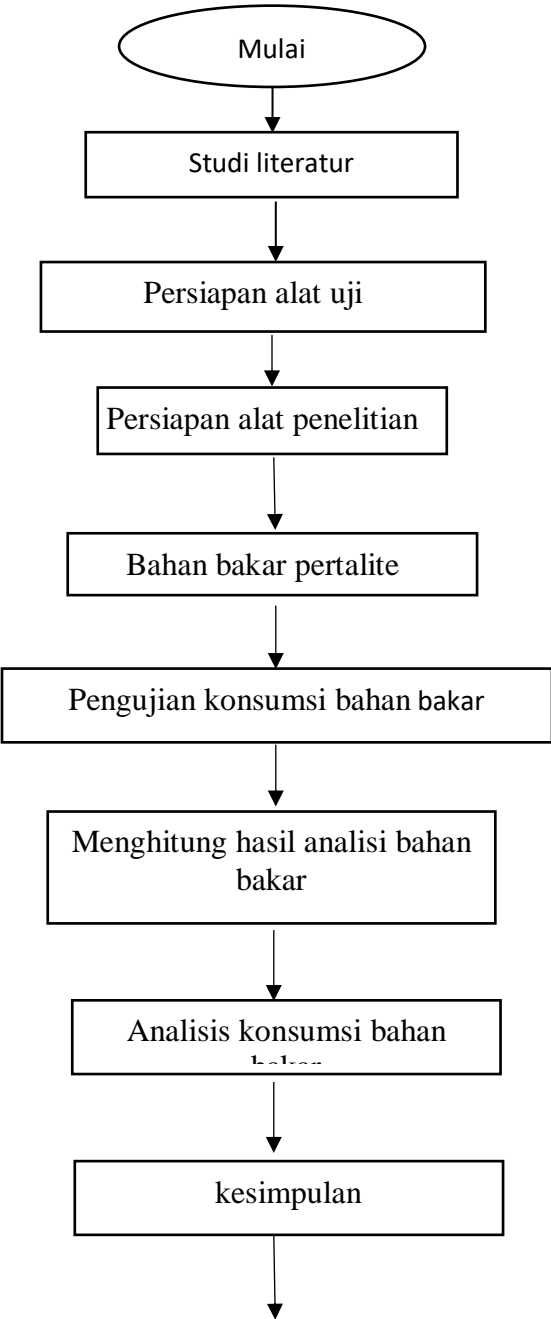 Mulai
Studi literatur
Persiapan alat uji
Persiapan alat penelitian
Bahan bakar pertalite
Pengujian konsumsi bahan bakar
Menghitung hasil analisi bahan
bakar
Analisis konsumsi bahan
bakar
kesimpulan